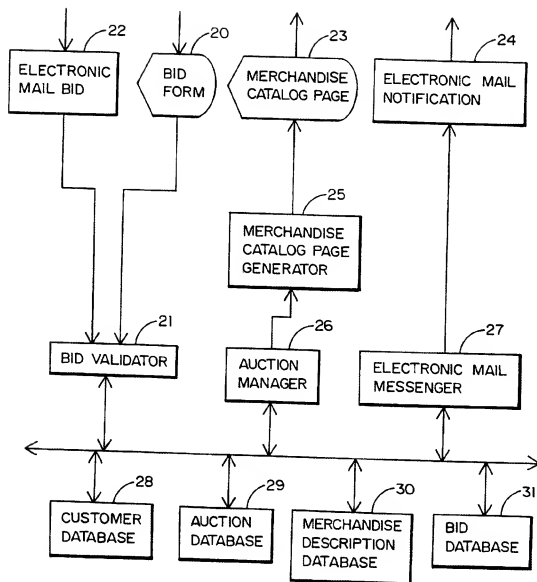 22
20
23
24
ELECTRONIC
MAIL BID
BID
FORM
MERCHANDISE
CATALOG PAGE
ELECTRONIC MAIL
NOTIFICATION
25
MERCHANDISE
CATALOG PAGE
GENERATOR
21
26
27
BID VALIDATOR
AUCTION
MANAGER
ELECTRONIC MAIL
MESSENGER
28
29
30
31
CUSTOMER
DATABASE
AUCTION
DATABASE
MERCHANDISE
DESCRIPTION
DATABASE
BID
DATABASE